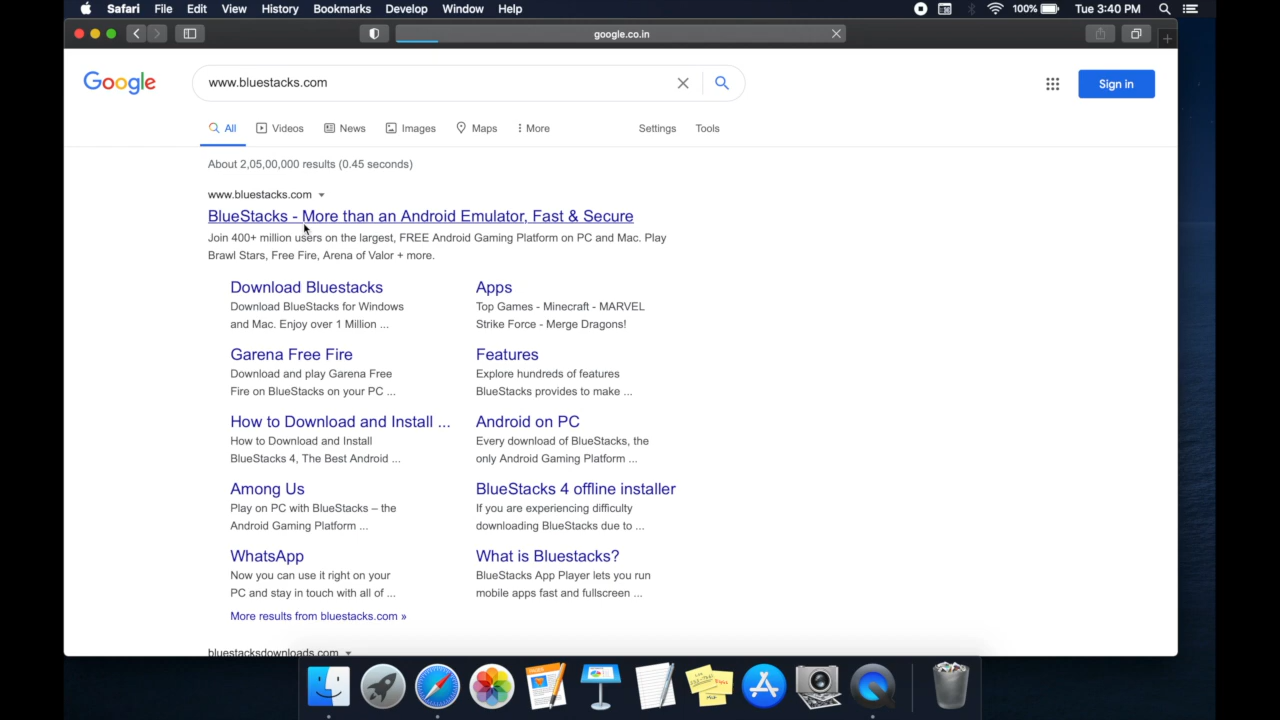 Safari File Edit View History Bookmarks Develop Window Help 100% Tue 3:40 PM
google.co.in
Google www.bluestacks.com Sign in
All Videos News Images Maps More Settings Tools
About 2,05,00,000 results (0.45 seconds)
www.bluestacks.com
BlueStacks - More than an Android Emulator, Fast & Secure
Join 400+ million users on the largest, FREE Android Gaming Platform on PC and Mac. Play
Brawl Stars, Free Fire, Arena of Valor + more.
Download Bluestacks
Download BlueStacks for Windows
and Mac. Enjoy over 1 Million ...
Apps
Top Games - Minecraft - MARVEL
Strike Force - Merge Dragons!
Garena Free Fire
Download and play Garena Free
Fire on BlueStacks on your PC ...
Features
Explore hundreds of features
BlueStacks provides to make ...
How to Download and Install ...
How to Download and Install
BlueStacks 4, The Best Android ...
Android on PC
Every download of BlueStacks, the
only Android Gaming Platform ...
Among Us
Play on PC with BlueStacks – the
Android Gaming Platform ...
BlueStacks 4 offline installer
If you are experiencing difficulty
downloading BlueStacks due to ...
WhatsApp
Now you can use it right on your
PC and stay in touch with all of ...
What is Bluestacks?
BlueStacks App Player lets you run
mobile apps fast and fullscreen ...
More results from bluestacks.com »
bluestacksdownloads.com